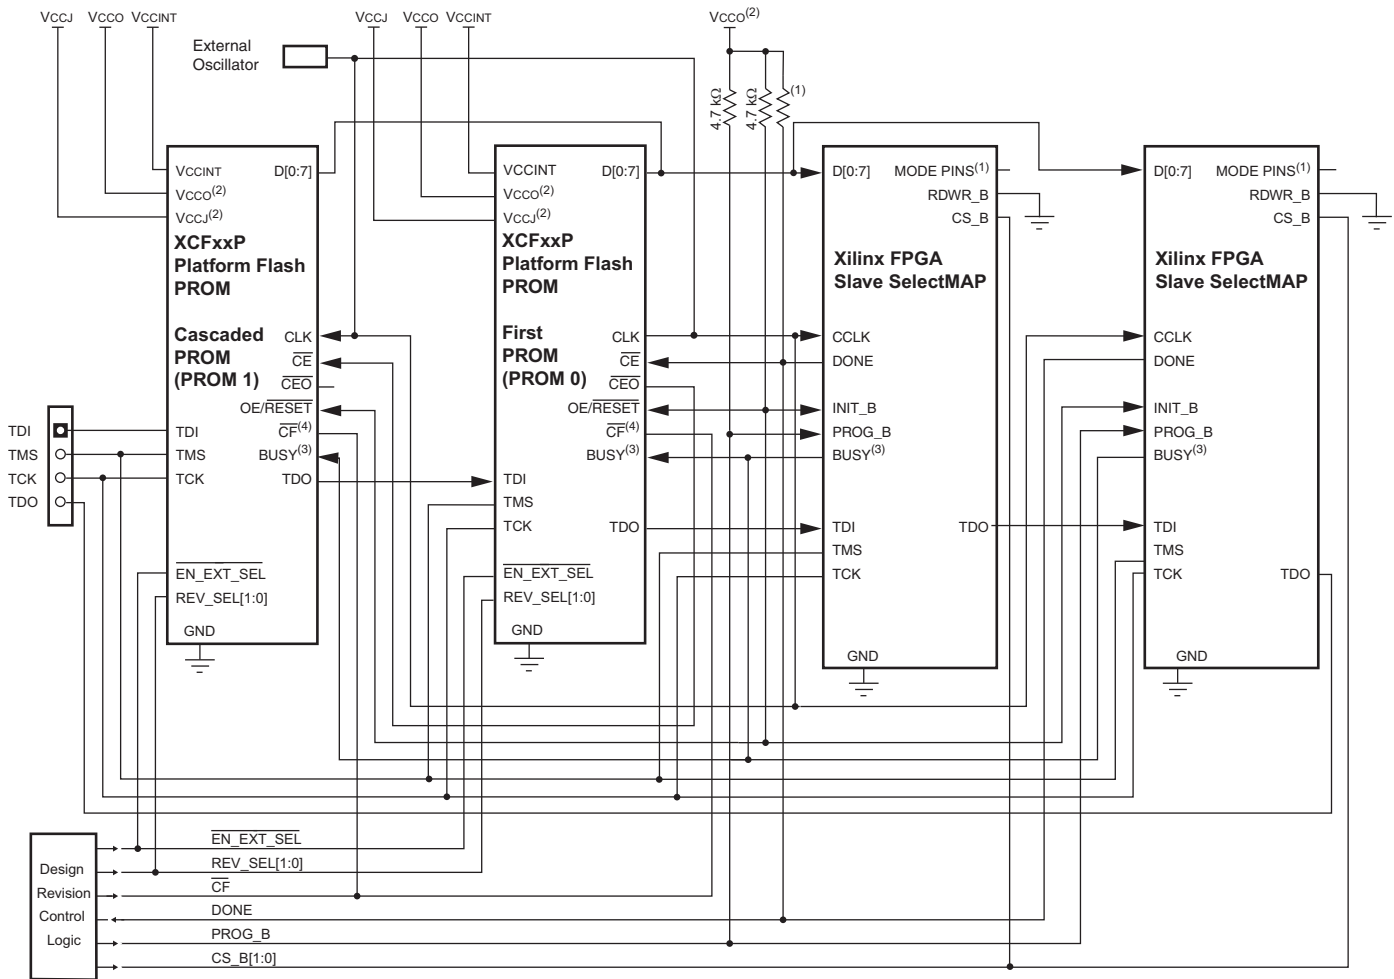 VCCJ VCCO VCCINT
VCCJ VCCO VCCINT
VCCO(2)
External
Oscillator
4.7 kΩ
4.7 kΩ
(1)
VCCINT
VCCO(2)
VCCJ(2)
D[0:7]
XCFxxP
Platform Flash
PROM
Cascaded
PROM
(PROM 1)
CLK
CE
CEO
OE/RESET
CF(4)
BUSY(3)
TDO
TDI
TMS
TCK
EN_EXT_SEL
REV_SEL[1:0]
GND
VCCINT
VCCO(2)
VCCJ(2)
D[0:7]
XCFxxP
Platform Flash
PROM
First
PROM
(PROM 0)
CLK
CE
CEO
OE/RESET
CF(4)
BUSY(3)
TDI
TMS
TCK
TDO
EN_EXT_SEL
REV_SEL[1:0]
GND
D[0:7]
MODE PINS(1)
RDWR_B
CS_B
Xilinx FPGA
Slave SelectMAP
CCLK
DONE
INIT_B
PROG_B
BUSY(3)
TDI
TMS
TCK
TDO
GND
D[0:7]
MODE PINS(1)
RDWR_B
CS_B
Xilinx FPGA
Slave SelectMAP
CCLK
DONE
INIT_B
PROG_B
BUSY(3)
TDI
TMS
TCK
TDO
GND
TDI
TMS
TCK
TDO
Design
Revision
Control
Logic
EN_EXT_SEL
REV_SEL[1:0]
CF
DONE
PROG_B
CS_B[1:0]